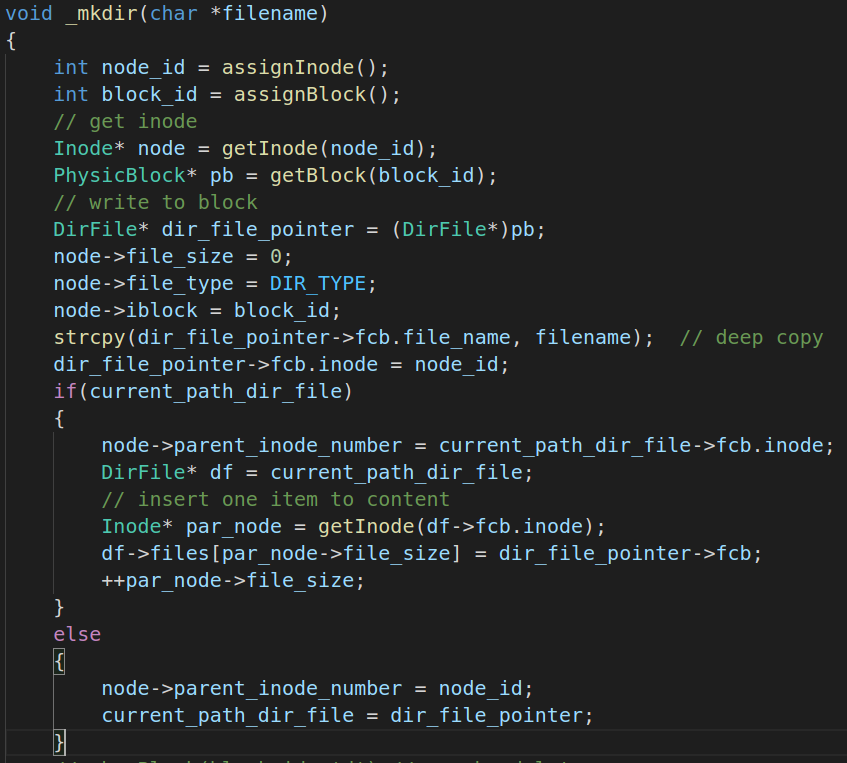 void _mkdir(char *filename)
{
    int node_id = assignInode();
    int block_id = assignBlock();
    // get inode
    Inode* node = getInode(node_id);
    PhysicBlock* pb = getBlock(block_id);
    // write to block
    DirFile* dir_file_pointer = (DirFile*)pb;
    node->file_size = 0;
    node->file_type = DIR_TYPE;
    node->iblock = block_id;
    strcpy(dir_file_pointer->fcb.file_name, filename);  // deep copy
    dir_file_pointer->fcb.inode = node_id;
    if(current_path_dir_file)
    {
        node->parent_inode_number = current_path_dir_file->fcb.inode;
        DirFile* df = current_path_dir_file;
        // insert one item to content
        Inode* par_node = getInode(df->fcb.inode);
        df->files[par_node->file_size] = dir_file_pointer->fcb;
        ++par_node->file_size;
    }
    else
    {
        node->parent_inode_number = node_id;
        current_path_dir_file = dir_file_pointer;
    }